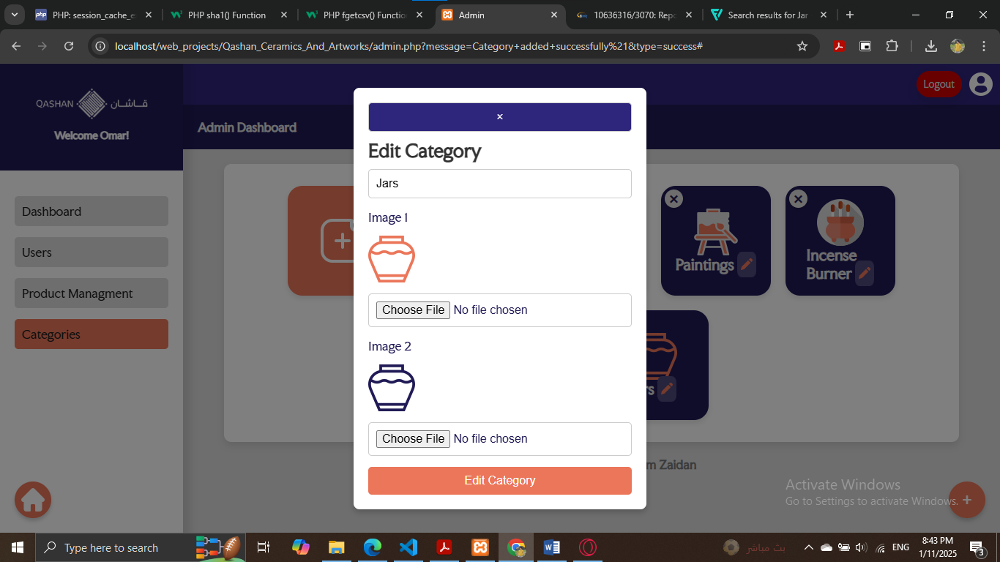 PHP: session_cache_e
PHP sha1() Function
PHP fgetcsv() Functio
Admin
10636316/3070: Repo
Search results for Jar
localhost/web_projects/Qashan_Ceramics_And_Artworks/admin.php?message=Category+added+successfully%21&type=success#
QASHAN قاشان
Welcome Omar!
Logout
Admin Dashboard
Dashboard
Users
Product Managment
Categories
×
Edit Category
Jars
Image 1
Choose File No file chosen
Image 2
Choose File No file chosen
Edit Category
Paintings
Incense
Burner
rs
m Zaidan
Activate Windows
Go to Settings to activate Windows.
Type here to search
بث مباشر
ENG
8:43 PM
1/11/2025
3